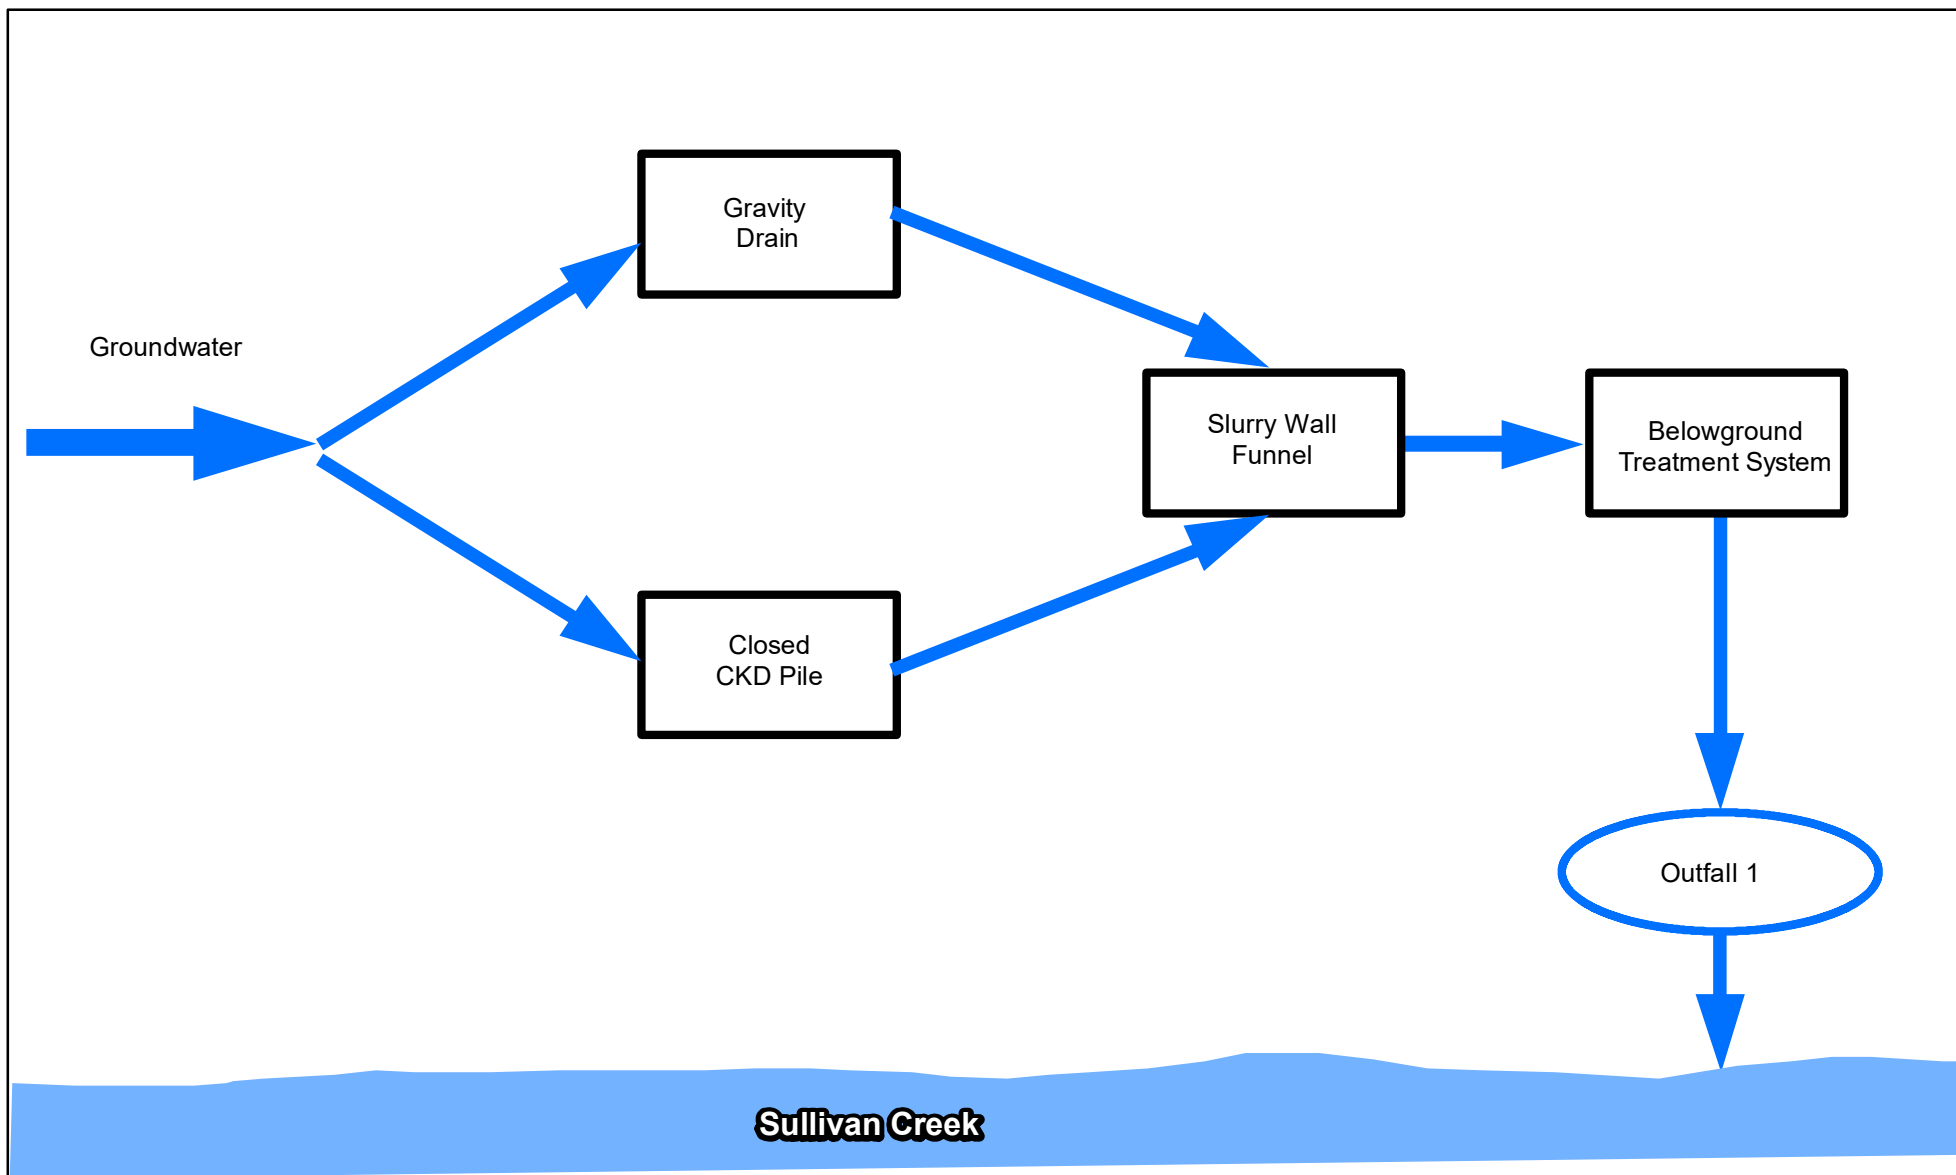 Gravity
Drain
Groundwater
Slurry Wall
Funnel
Belowground
Treatment System
Closed
CKD Pile
Outfall 1
Sullivan Creek